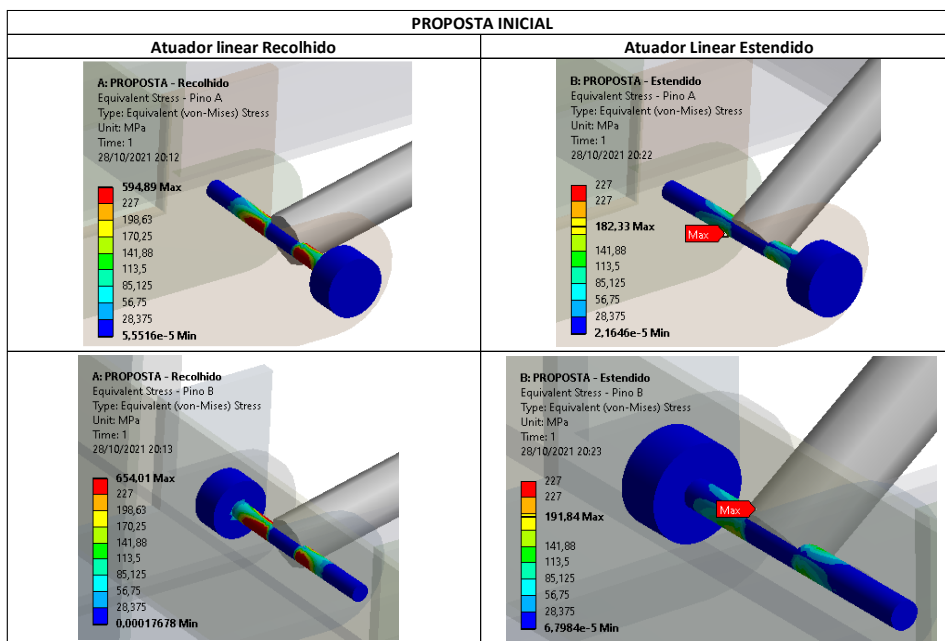 PROPOSTA INICIAL
Atuador linear Recolhido
Atuador Linear Estendido
A: PROPOSTA - Recolhido
Equivalent Stress - Pino A
Type: Equivalent (von-Mises) Stress
Unit: MPa
Time: 1
28/10/2021 20:12
594,89 Max
227
198,63
170,25
141,88
113,5
85,125
56,75
28,375
5,5516e-5 Min
B: PROPOSTA - Estendido
Equivalent Stress - Pino A
Type: Equivalent (von-Mises) Stress
Unit: MPa
Time: 1
28/10/2021 20:22
227
227
182,33 Max
141,88
113,5
85,125
56,75
28,375
2,1646e-5 Min
Max
A: PROPOSTA - Recolhido
Equivalent Stress - Pino B
Type: Equivalent (von-Mises) Stress
Unit: MPa
Time: 1
28/10/2021 20:13
654,01 Max
227
198,63
170,25
141,88
113,5
85,125
56,75
28,375
0,00017678 Min
B: PROPOSTA - Estendido
Equivalent Stress - Pino B
Type: Equivalent (von-Mises) Stress
Unit: MPa
Time: 1
28/10/2021 20:23
227
227
191,84 Max
141,88
113,5
85,125
56,75
28,375
6,7984e-5 Min
Max